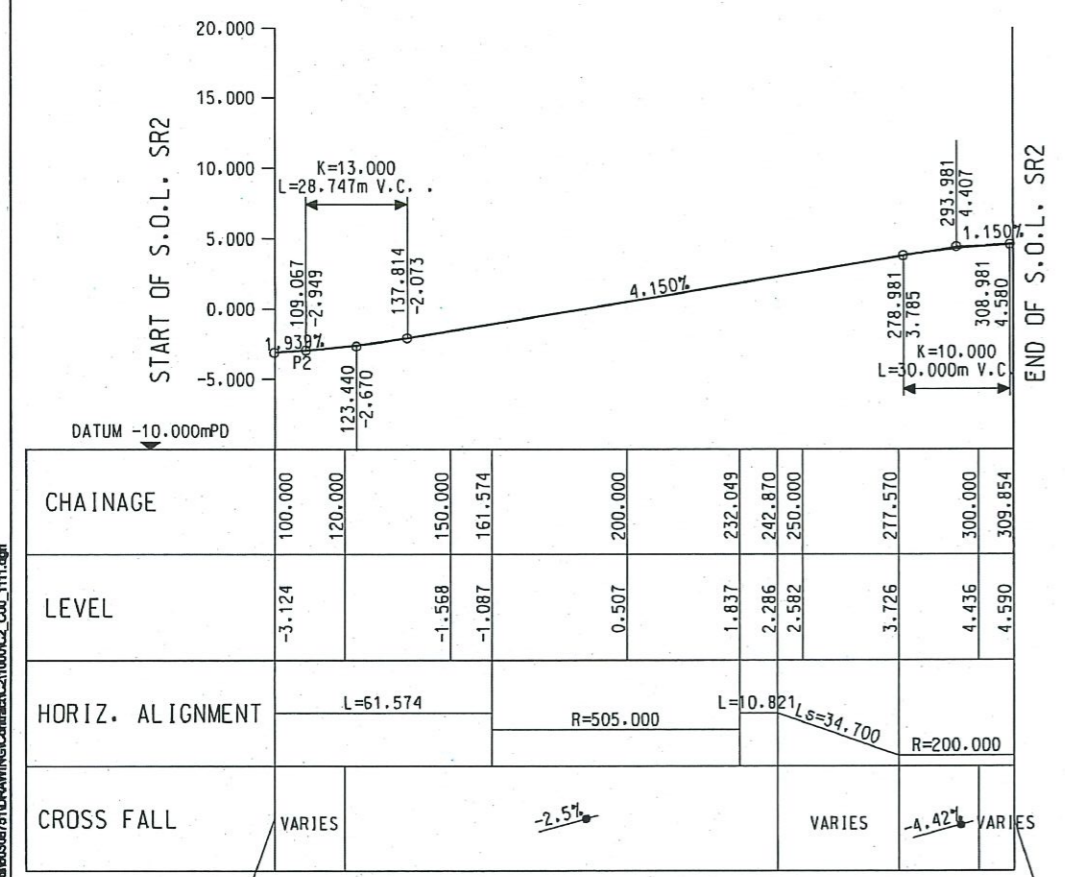 20.000
15.000
10.000
5.000
0.000
-5.000
START OF S.O.L. SR2
END OF S.O.L. SR2
K=13.000
L=28.747m V.C. .
109.067
-2.949
137.814
-2.073
1.939%
P2
123.440
-2.670
4.150%
293.981
4.407
1.150%
278.981
3.785
308.981
4.580
K=10.000
L=30.000m V.C.
DATUM -10.000mPD
CHAINAGE
100.000
120.000
150.000
161.574
200.000
232.049
242.870
250.000
277.570
300.000
309.854
LEVEL
-3.124
-1.568
-1.087
0.507
1.837
2.286
2.582
3.726
4.436
4.590
HORIZ. ALIGNMENT
L=61.574
R=505.000
L=10.821
Ls=34.700
R=200.000
CROSS FALL
VARIES
-2.5%
VARIES
-4.42%
VARIES